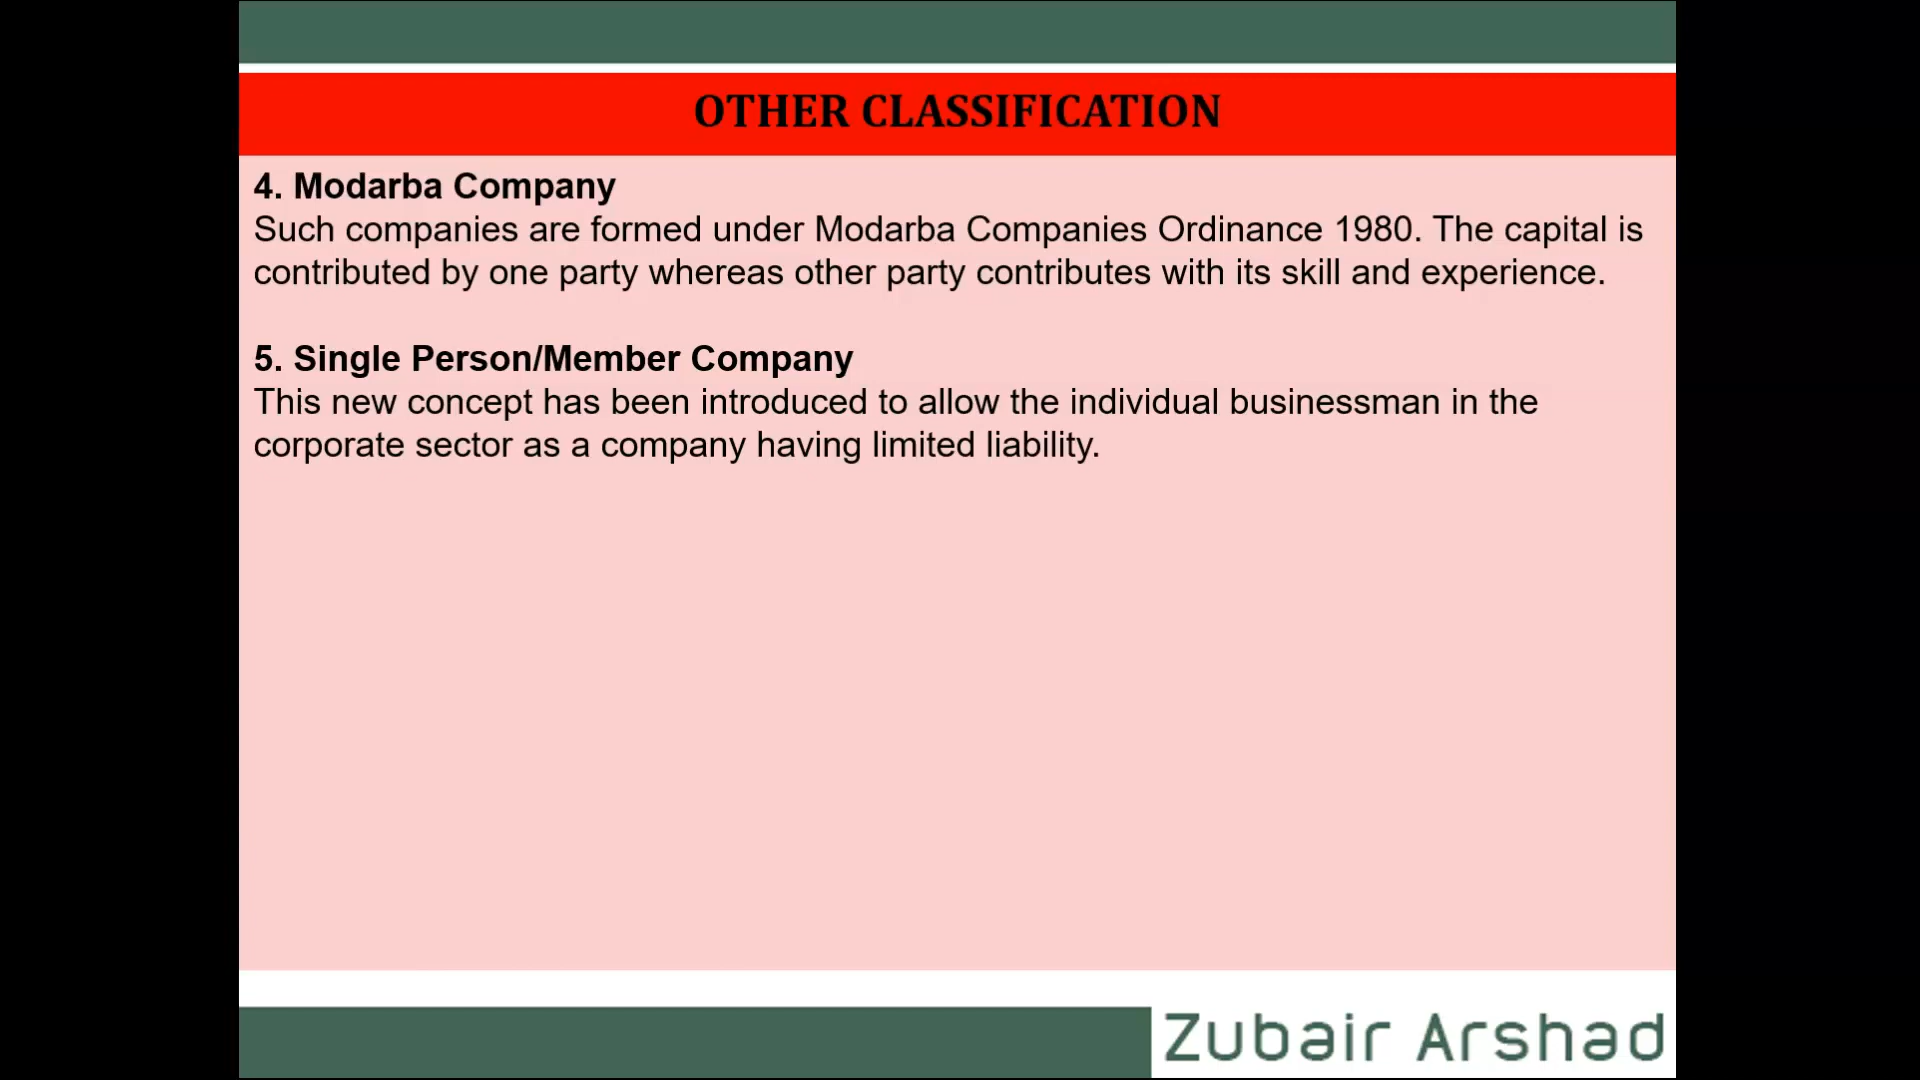 OTHER CLASSIFICATION
4. Modarba Company
Such companies are formed under Modarba Companies Ordinance 1980. The capital is
contributed by one party whereas other party contributes with its skill and experience.
5. Single Person/Member Company
This new concept has been introduced to allow the individual businessman in the
corporate sector as a company having limited liability.
Zubair Arshad